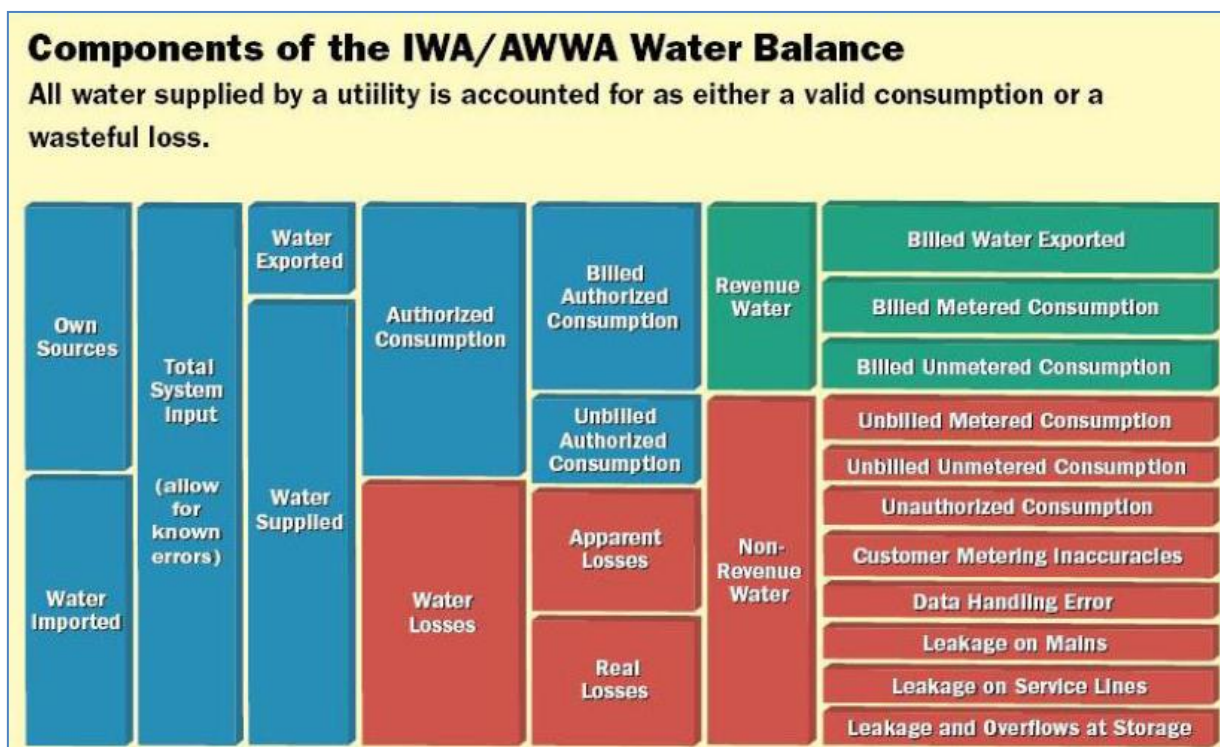 Components of the IWA/AWWA Water Balance
All water supplied by a utiility is accounted for as either a valid consumption or a
wasteful loss.
Own
Sources
Water
Imported
Total
System
Input
(allow
for
known
errors)
Water
Exported
Water
Supplied
Authorized
Consumption
Water
Losses
Billed
Authorized
Consumption
Unbilled
Authorized
Consumption
Apparent
Losses
Real
Losses
Revenue
Water
Non-
Revenue
Water
Billed Water Exported
Billed Metered Consumption
Billed Unmetered Consumption
Unbilled Metered Consumption
Unbilled Unmetered Consumption
Unauthorized Consumption
Customer Metering Inaccuracies
Data Handling Error
Leakage on Mains
Leakage on Service Lines
Leakage and Overflows at Storage